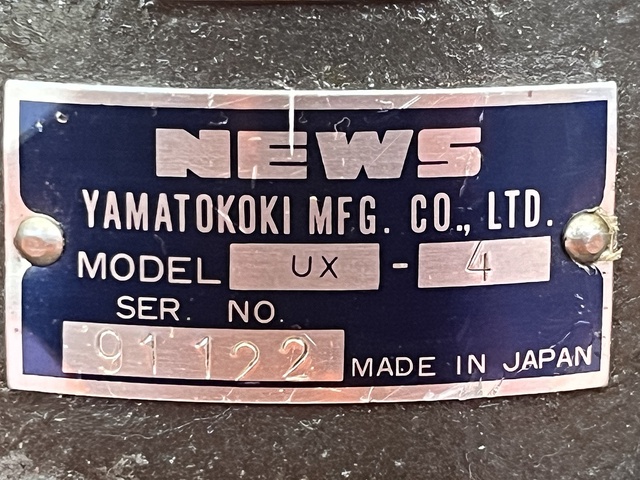 NEWS
YAMATOKOKI MFG. CO., LTD.
MODEL UX - 4
SER. NO.
91122 MADE IN JAPAN